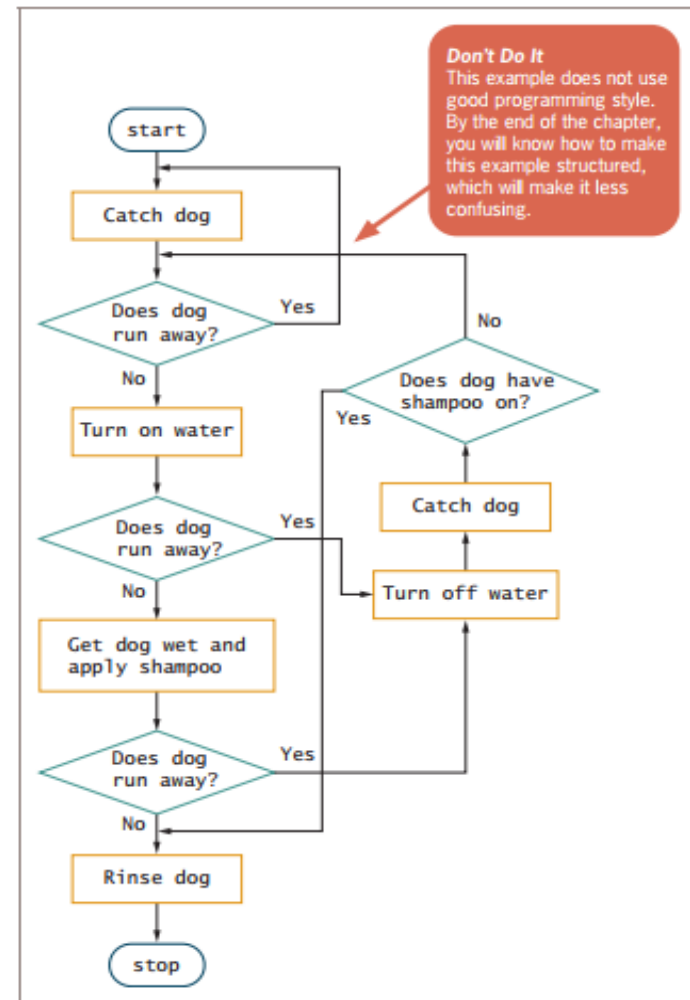 Don't Do It
This example does not use
good programming style.
By the end of the chapter,
you will know how to make
this example structured,
which will make it less
confusing.
start
Catch dog
Does dog
run away?
Yes
No
Turn on water
Does dog
run away?
Yes
No
Get dog wet and
apply shampoo
Does dog
run away?
Yes
No
Rinse dog
stop
No
Does dog have
shampoo on?
Yes
Catch dog
Turn off water